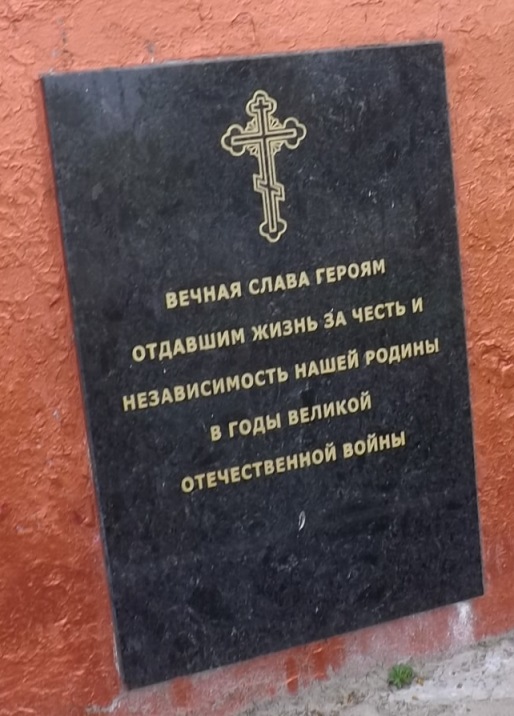 ВЕЧНАЯ СЛАВА ГЕРОЯМ
ОТДАВШИМ ЖИЗНЬ ЗА ЧЕСТЬ И
НЕЗАВИСИМОСТЬ НАШЕЙ РОДИНЫ
В ГОДЫ ВЕЛИКОЙ
ОТЕЧЕСТВЕННОЙ ВОЙНЫ